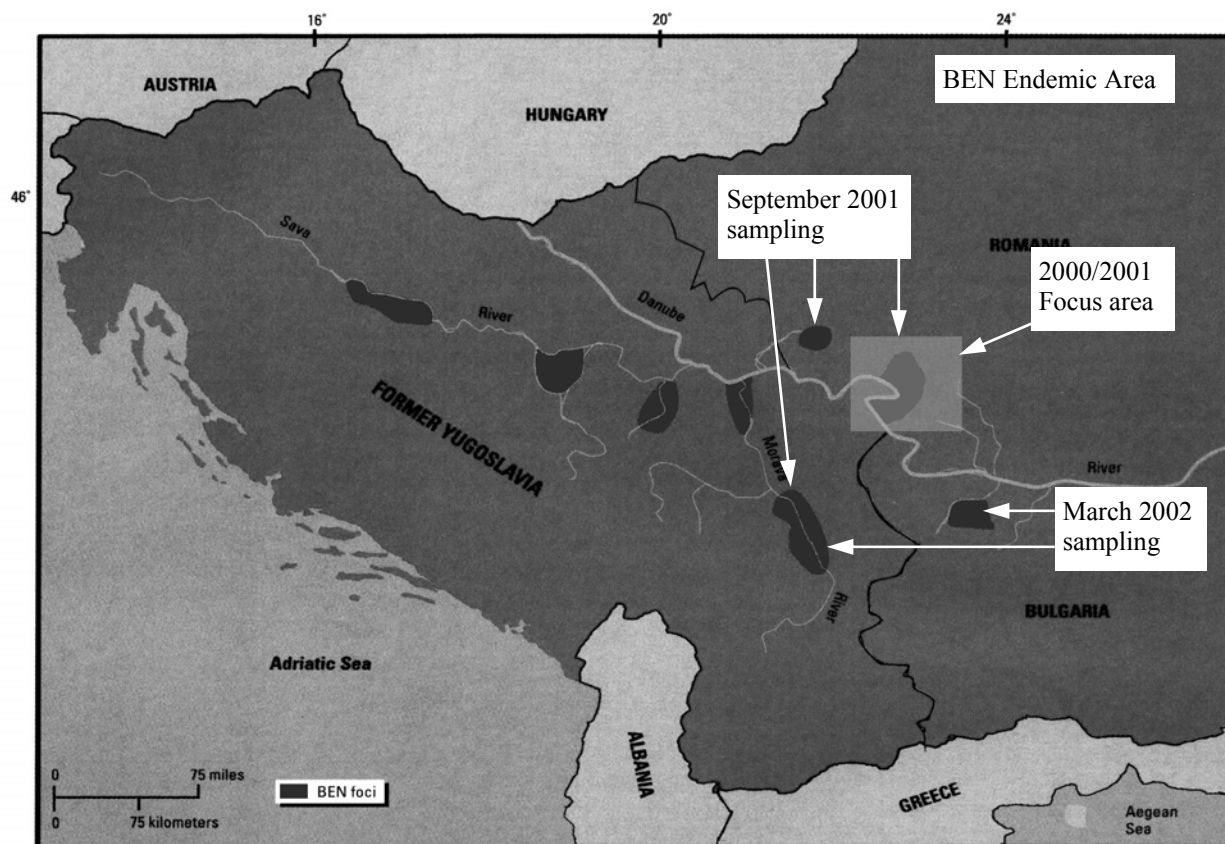 16°
20°
24°
46°
AUSTRIA
HUNGARY
BEN Endemic Area
September 2001
sampling
ROMANIA
2000/2001
Focus area
Sava
River
Danube
FORMER YUGOSLAVIA
Morava
River
River
March 2002
sampling
BULGARIA
Adriatic Sea
ALBANIA
GREECE
Aegean
Sea
0 75 miles
0 75 kilometers
BEN foci